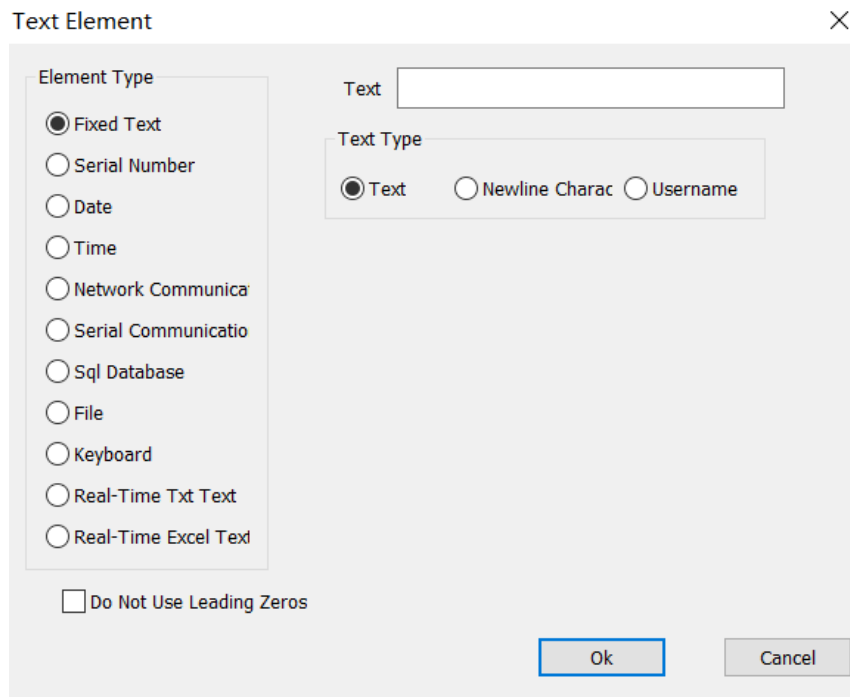 Text Element
Element Type
Fixed Text
Serial Number
Date
Time
Network Communica
Serial Communicatio
Sql Database
File
Keyboard
Real-Time Txt Text
Real-Time Excel Text
Do Not Use Leading Zeros
Text
Text Type
Text Newline Charac Username
Ok Cancel